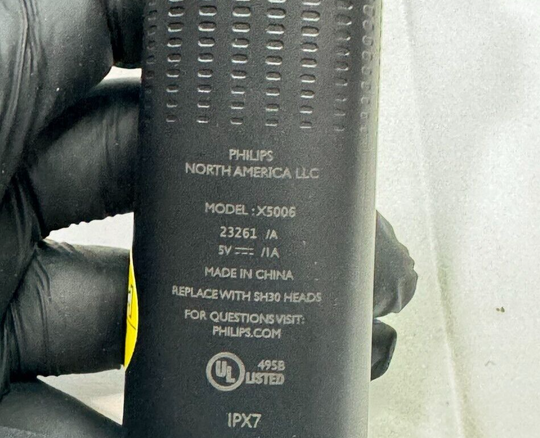 PHILIPS
NORTH AMERICA LLC
MODEL : X5006
23261 /A
5V⎓ /1A
MADE IN CHINA
REPLACE WITH SH30 HEADS
FOR QUESTIONS VISIT:
PHILIPS.COM
UL 495B
LISTED
IPX7